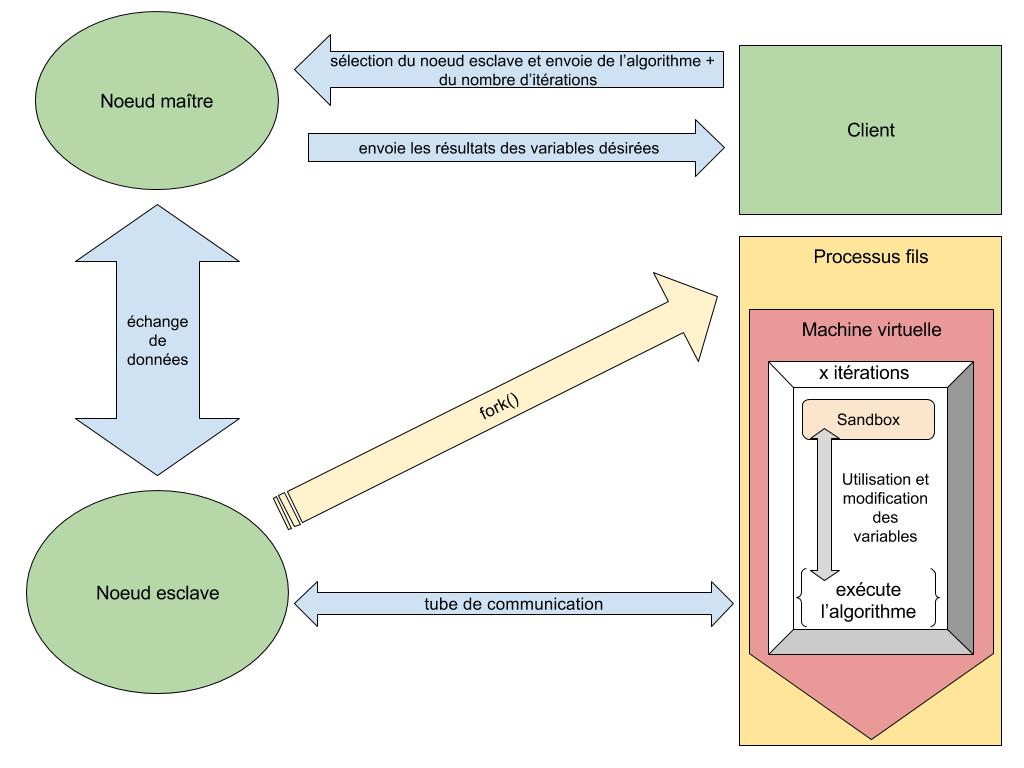 Noeud maître
sélection du noeud esclave et envoie de l'algorithme +
du nombre d'itérations
envoie les résultats des variables désirées
Client
échange
de
données
fork()
Noeud esclave
tube de communication
Processus fils
Machine virtuelle
x itérations
Sandbox
Utilisation et
modification
des
variables
exécute
l'algorithme